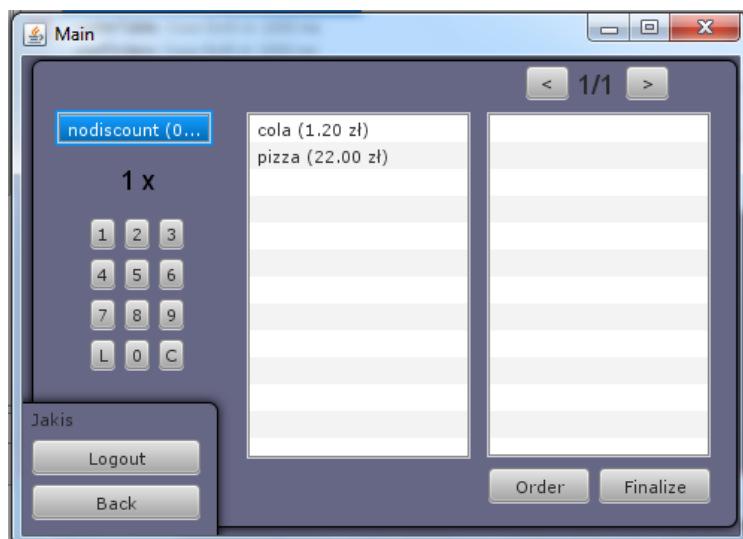 Main
< 1/1 >
nodiscount (0...
1 x
1 2 3
4 5 6
7 8 9
L 0 C
cola (1.20 zł)
pizza (22.00 zł)
Jakis
Logout
Back
Order Finalize